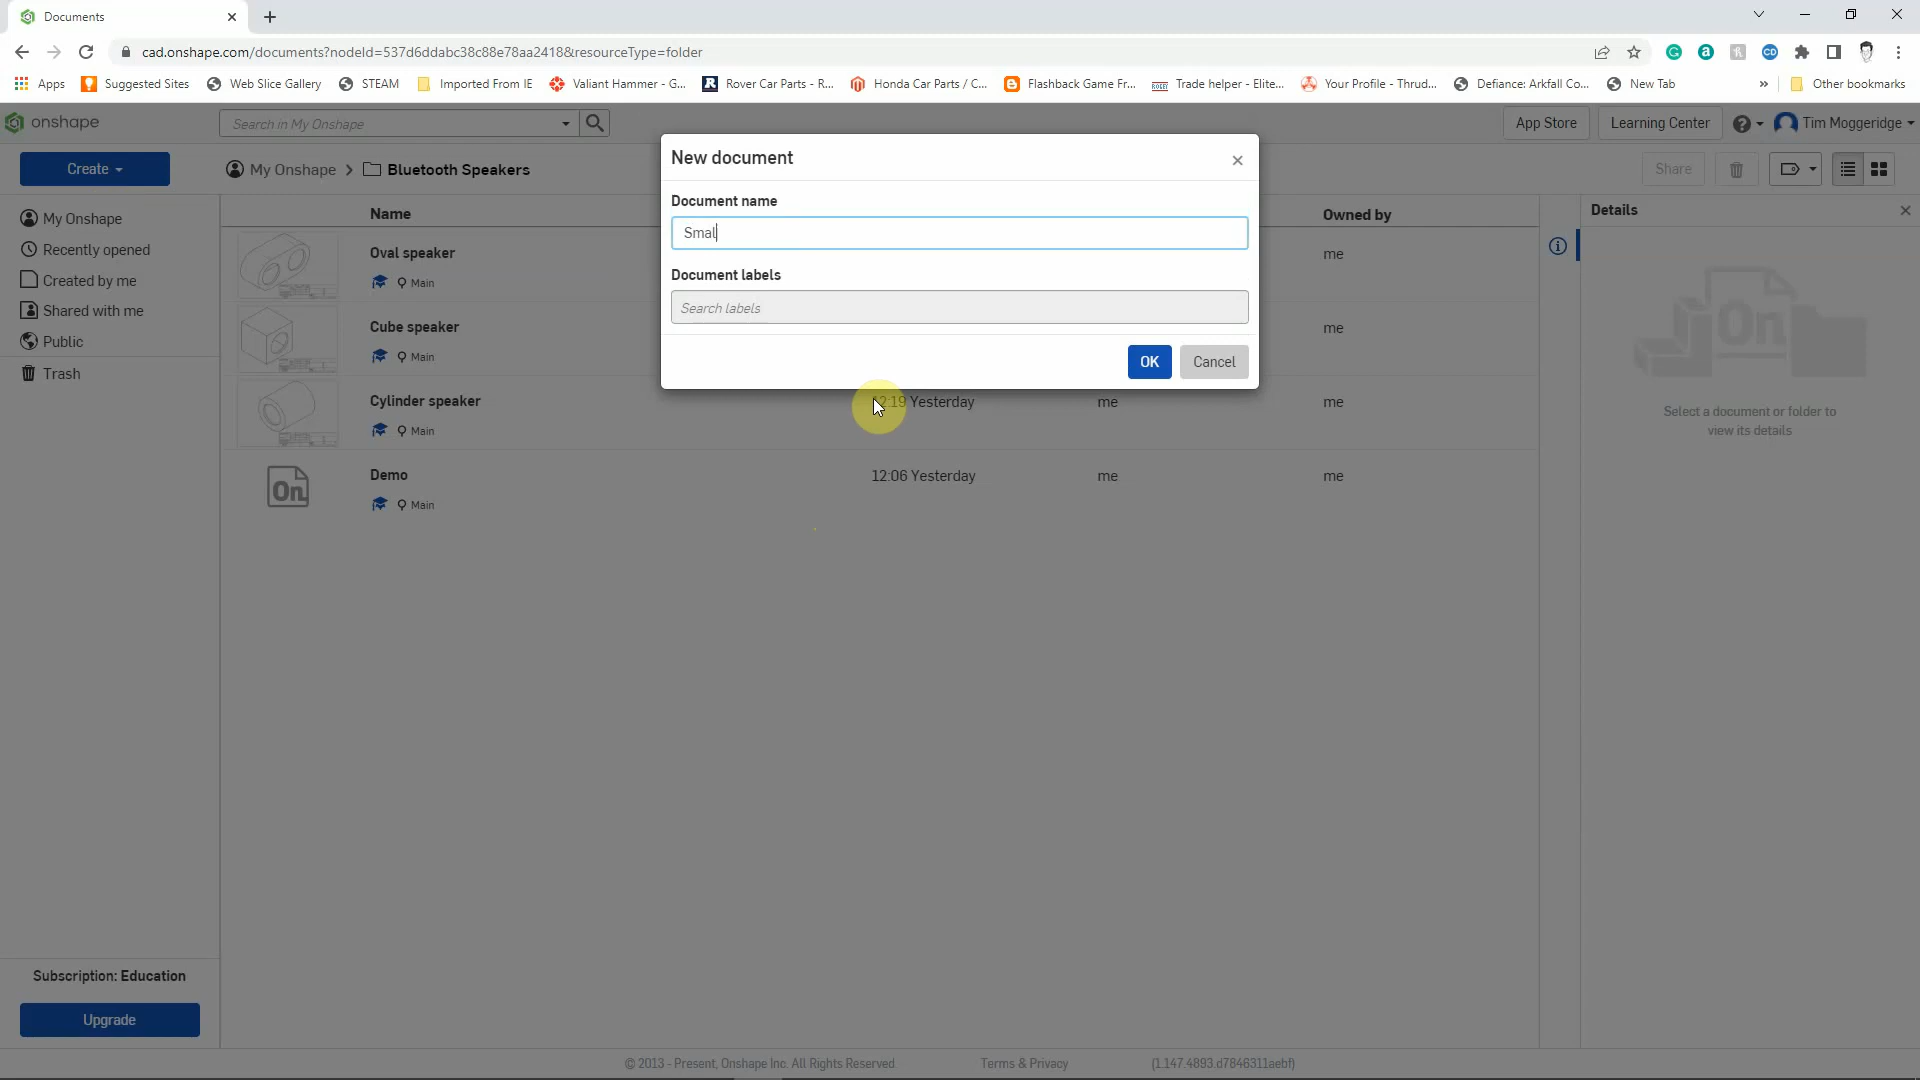 Documents
cad.onshape.com/documents?nodeId=537d6ddabc38c88e78aa2418&resourceType=folder
Apps Suggested Sites Web Slice Gallery STEAM Imported From IE Valiant Hammer - G... Rover Car Parts - R... Honda Car Parts / C... Flashback Game Fr... Trade helper - Elite... Your Profile - Thrud... Defiance: Arkfall Co... New Tab » Other bookmarks
onshape Search in My Onshape App Store Learning Center Tim Moggeridge
Create My Onshape > Bluetooth Speakers Share
New document
Document name
Smal
Document labels
Search labels
OK Cancel
My Onshape
Recently opened
Created by me
Shared with me
Public
Trash
Name Owned by
Oval speaker me
Main
Cube speaker me
Main
Cylinder speaker 12:19 Yesterday me me
Main
On Demo 12:06 Yesterday me me
Main
Details
On
Select a document or folder to
view its details
Subscription: Education
Upgrade
© 2013 - Present, Onshape Inc. All Rights Reserved Terms & Privacy (1.147.4893.d7846311aebf)